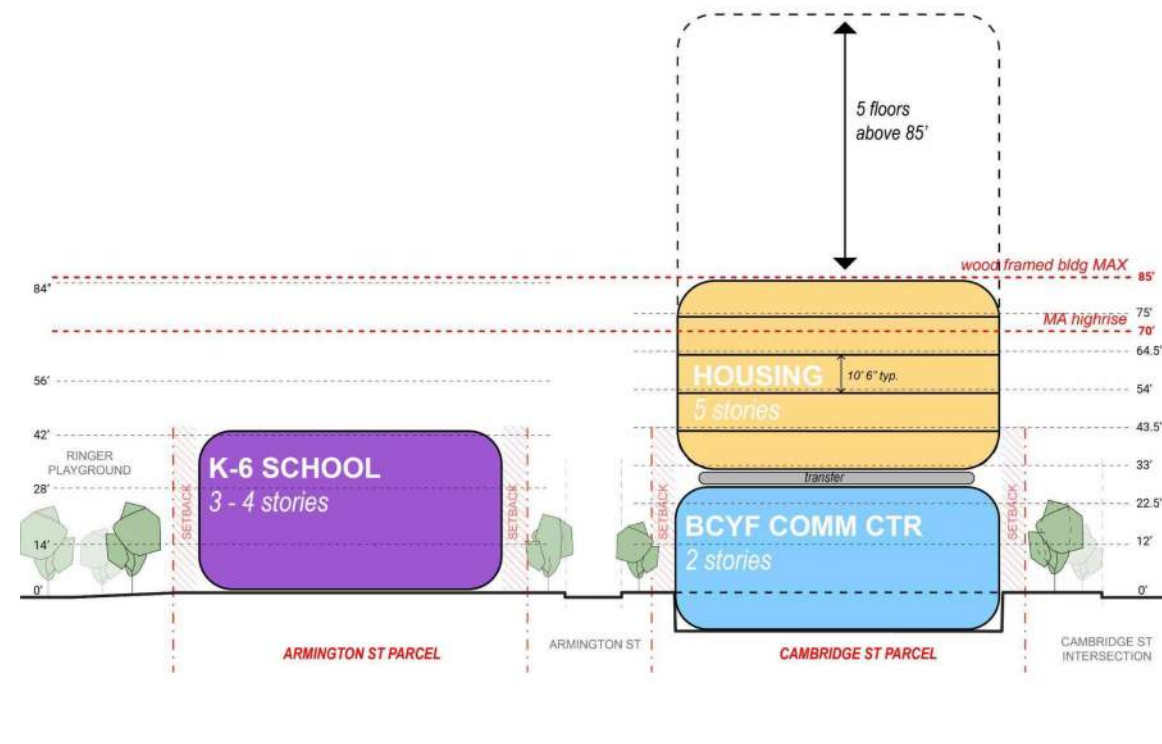 5 floors
above 85'
wood framed bldg MAX
85'
84"
75'
MA highrise
70'
64.5'
HOUSING
10' 6" typ.
5 stories
56'
54'
43.5'
42'
RINGER
PLAYGROUND
K-6 SCHOOL
3 - 4 stories
33'
transfer
28'
22.5'
SETBACK
SETBACK
SETBACK
SETBACK
BCYF COMM CTR
2 stories
14'
12'
0'
0'
ARMINGTON ST PARCEL
ARMINGTON ST
CAMBRIDGE ST PARCEL
CAMBRIDGE ST
INTERSECTION